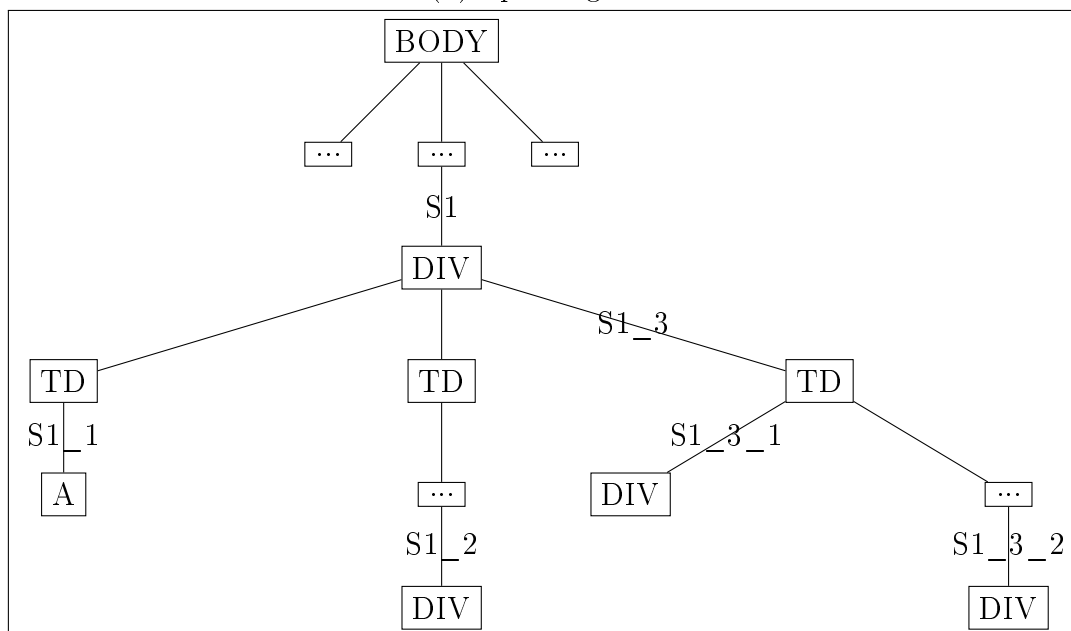 BODY
... ... ...
S1
DIV
S1_3
TD TD TD
S1_1 S1_3_1
A ... DIV ...
S1_2 S1_3_2
DIV DIV